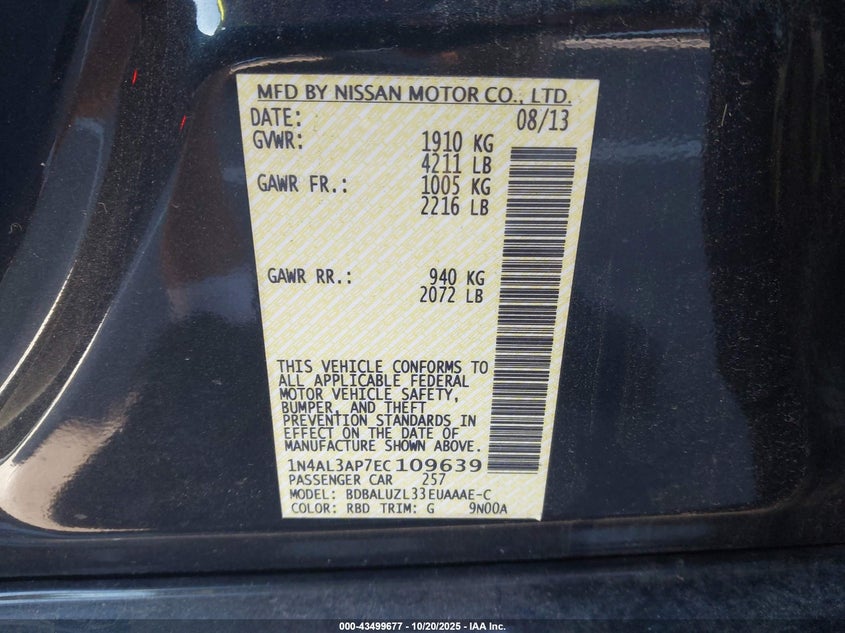 MFD BY NISSAN MOTOR CO., LTD.
DATE: 08/13
GVWR: 1910 KG
4211 LB
GAWR FR.: 1005 KG
2216 LB
GAWR RR.: 940 KG
2072 LB
THIS VEHICLE CONFORMS TO
ALL APPLICABLE FEDERAL
MOTOR VEHICLE SAFETY,
BUMPER, AND THEFT
PREVENTION STANDARDS IN
EFFECT ON THE DATE OF
MANUFACTURE SHOWN ABOVE.
1N4AL3AP7EC109639
PASSENGER CAR 257
MODEL: BDBALUZL33EUAAAE-C
COLOR: RBD TRIM: G 9N00A
000-43499677 - 10/20/2025 - IAA Inc.